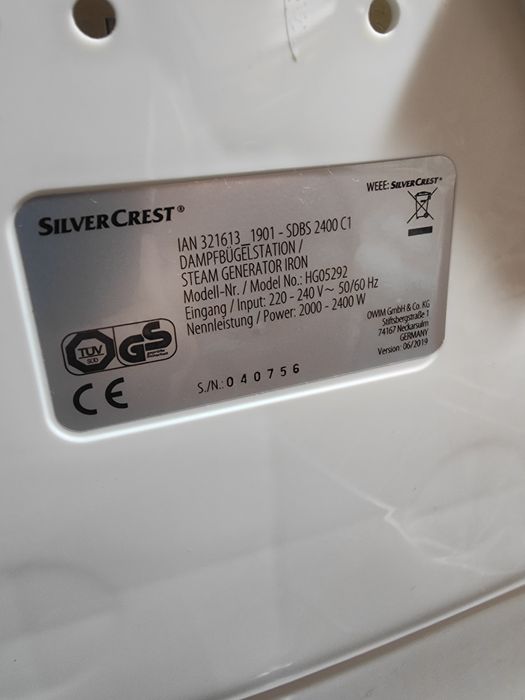 SILVERCREST®
WEEE: SILVERCREST®
IAN 321613_1901 - SDBS 2400 C1
DAMPFBÜGELSTATION /
STEAM GENERATOR IRON
Modell-Nr. / Model No.: HG05292
Eingang / Input: 220 - 240 V~ 50/60 Hz
Nennleistung / Power: 2000 - 2400 W
OWIM GmbH & Co. KG
Stiftsbergstraße 1
74167 Neckarsulm
GERMANY
Version: 06/2019
TÜV
SÜD
GS
CE
S./N.: 040756